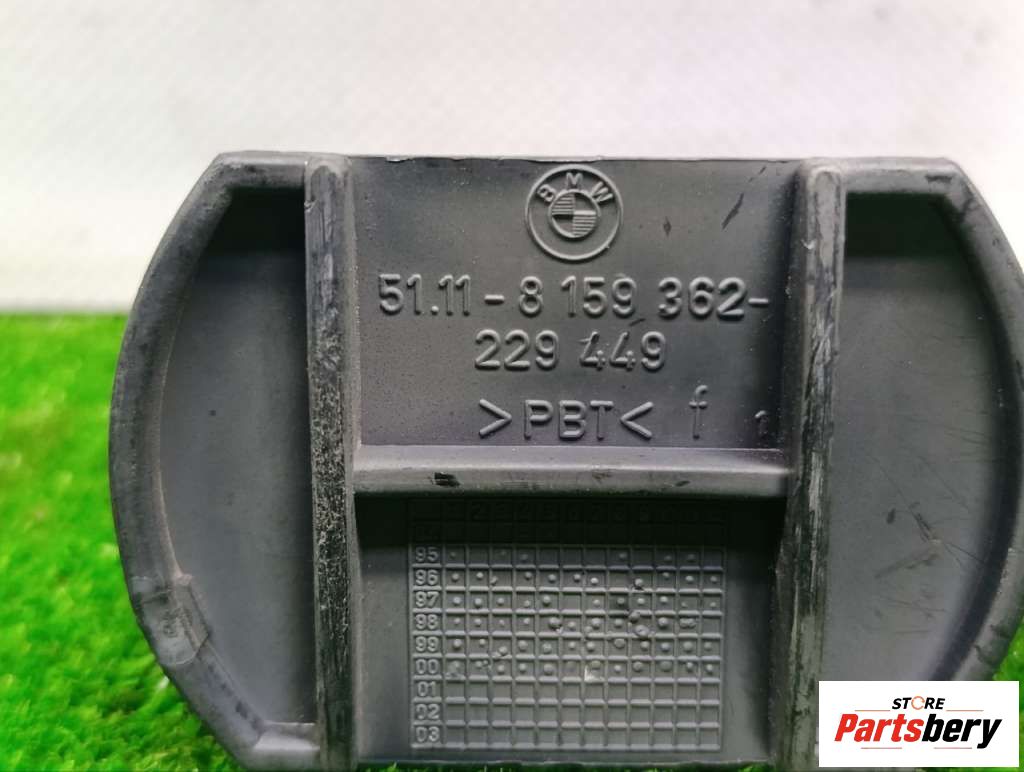 BMW
51.11-8 159 362-
229 449
>PBT< f 1
95
96
97
98
99
00
01
02
03
STORE
Partsbery